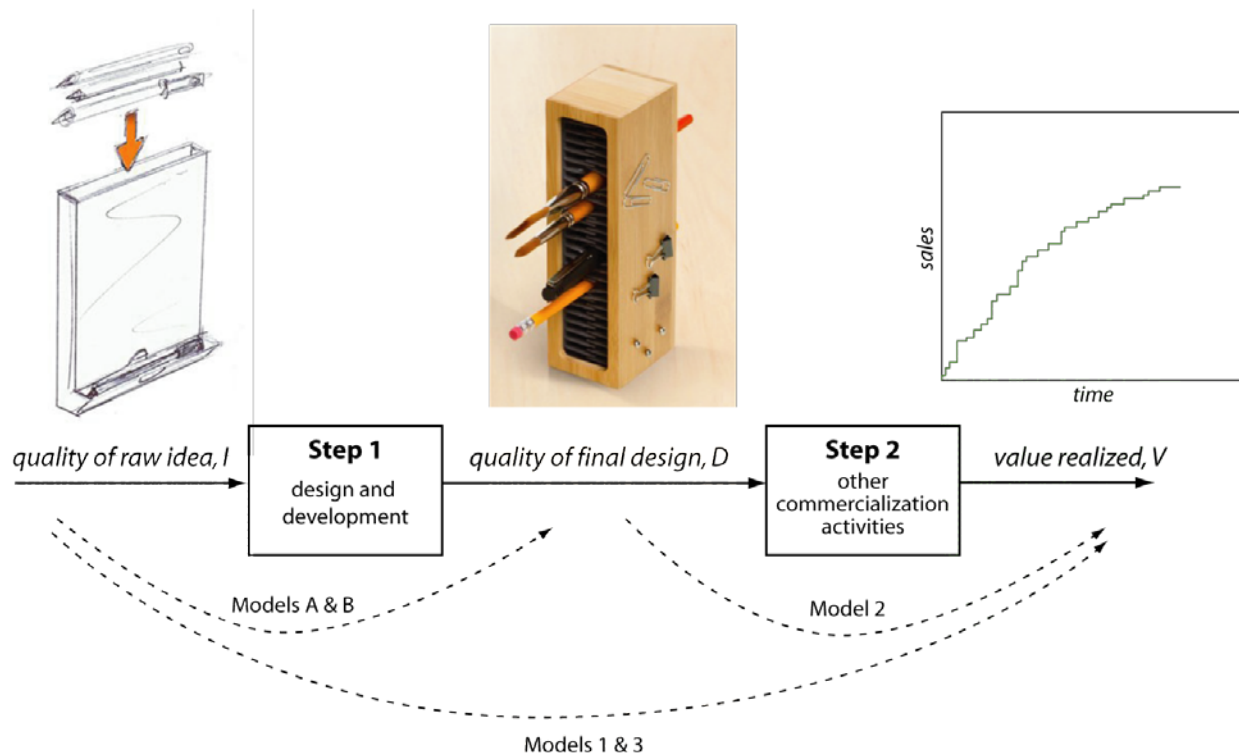 sales
time
quality of raw idea, I
Step 1
design and
development
quality of final design, D
Step 2
other
commercialization
activities
value realized, V
Models A & B
Model 2
Models 1 & 3